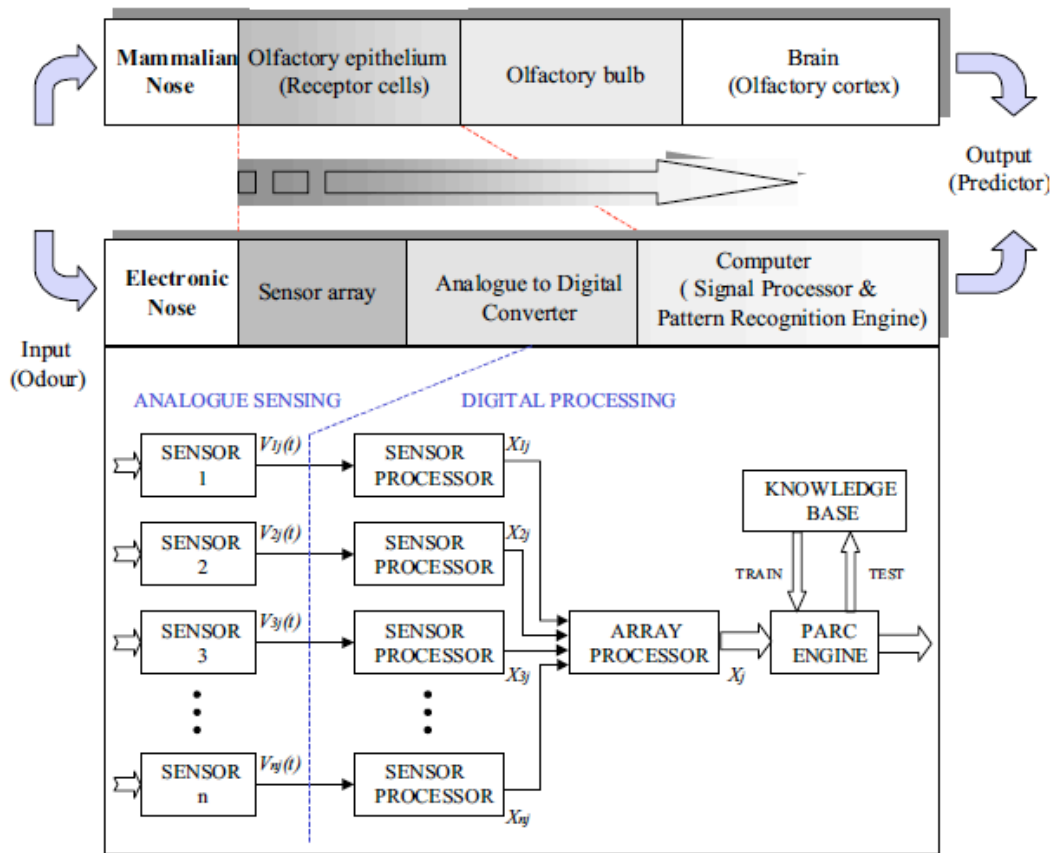 Mammalian
Nose
Olfactory epithelium
(Receptor cells)
Olfactory bulb
Brain
(Olfactory cortex)
Output
(Predictor)
Electronic
Nose
Sensor array
Analogue to Digital
Converter
Computer
( Signal Processor &
Pattern Recognition Engine)
Input
(Odour)
ANALOGUE SENSING
DIGITAL PROCESSING
SENSOR
1
V1j(t)
SENSOR
PROCESSOR
X1j
SENSOR
2
V2j(t)
SENSOR
PROCESSOR
X2j
SENSOR
3
V3j(t)
SENSOR
PROCESSOR
X3j
SENSOR
n
Vnj(t)
SENSOR
PROCESSOR
Xnj
ARRAY
PROCESSOR
Xj
KNOWLEDGE
BASE
TRAIN
TEST
PARC
ENGINE